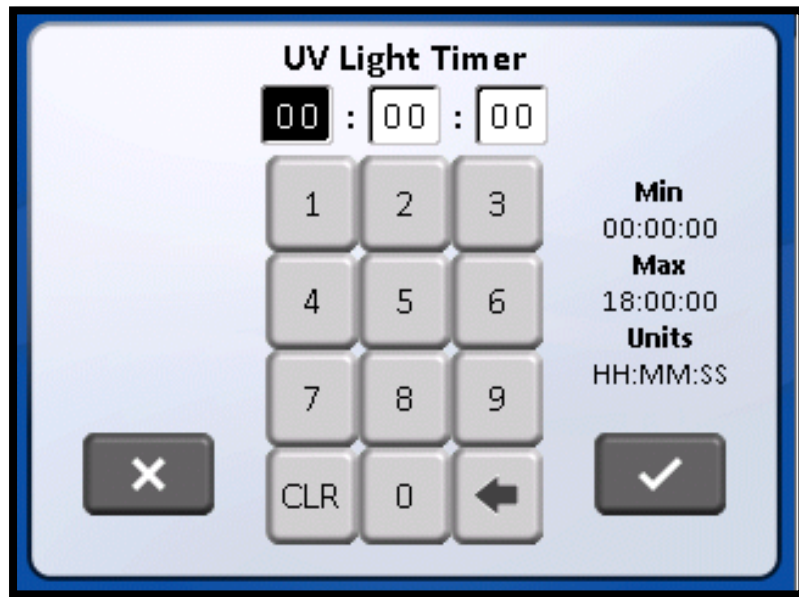 UV Light Timer
00 : 00 : 00
1 2 3
4 5 6
7 8 9
CLR 0
Min
00:00:00
Max
18:00:00
Units
HH:MM:SS